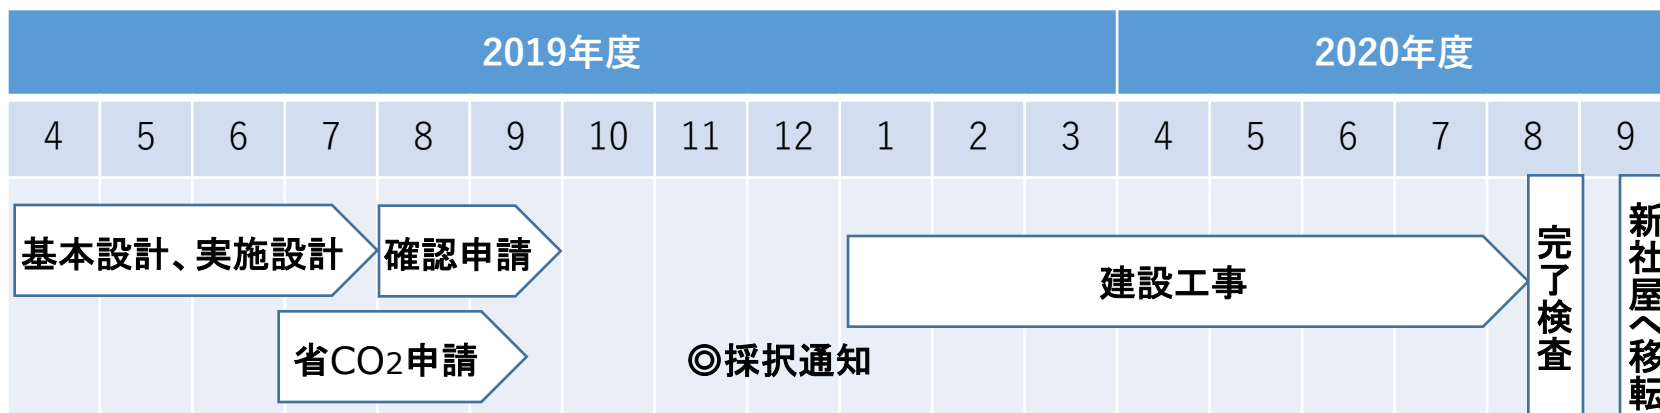 2019年度 2020年度
4 5 6 7 8 9 10 11 12 1 2 3 4 5 6 7 8 9
基本設計、実施設計
確認申請
建設工事
省CO2申請
◎採択通知
完了検査
新社屋へ移転